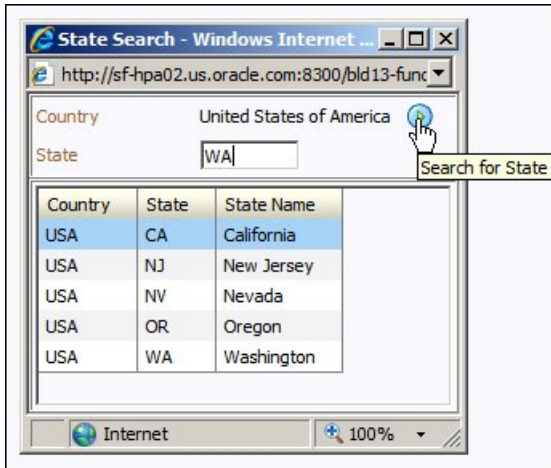 State Search - Windows Internet ...
http://sf-hpa02.us.oracle.com:8300/bld13-func
Country United States of America
State WA
Search for State
Country State State Name
USA CA California
USA NJ New Jersey
USA NV Nevada
USA OR Oregon
USA WA Washington
Internet 100%